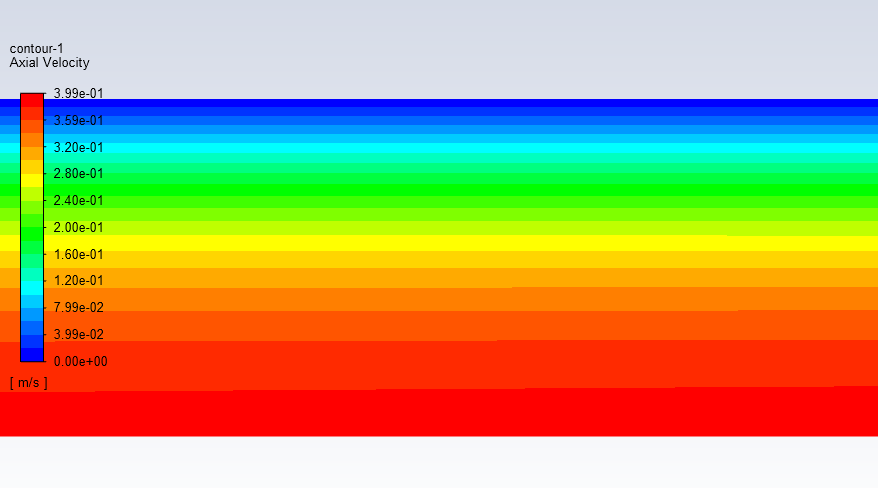 contour-1
Axial Velocity
3.99e-01
3.59e-01
3.20e-01
2.80e-01
2.40e-01
2.00e-01
1.60e-01
1.20e-01
7.99e-02
3.99e-02
0.00e+00
[ m/s ]